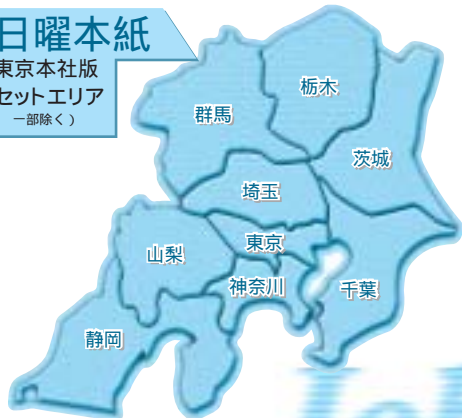 日曜本紙
東京本社版
セットエリア
一部除く）
栃木
群馬
茨城
埼玉
東京
山梨
神奈川
千葉
静岡